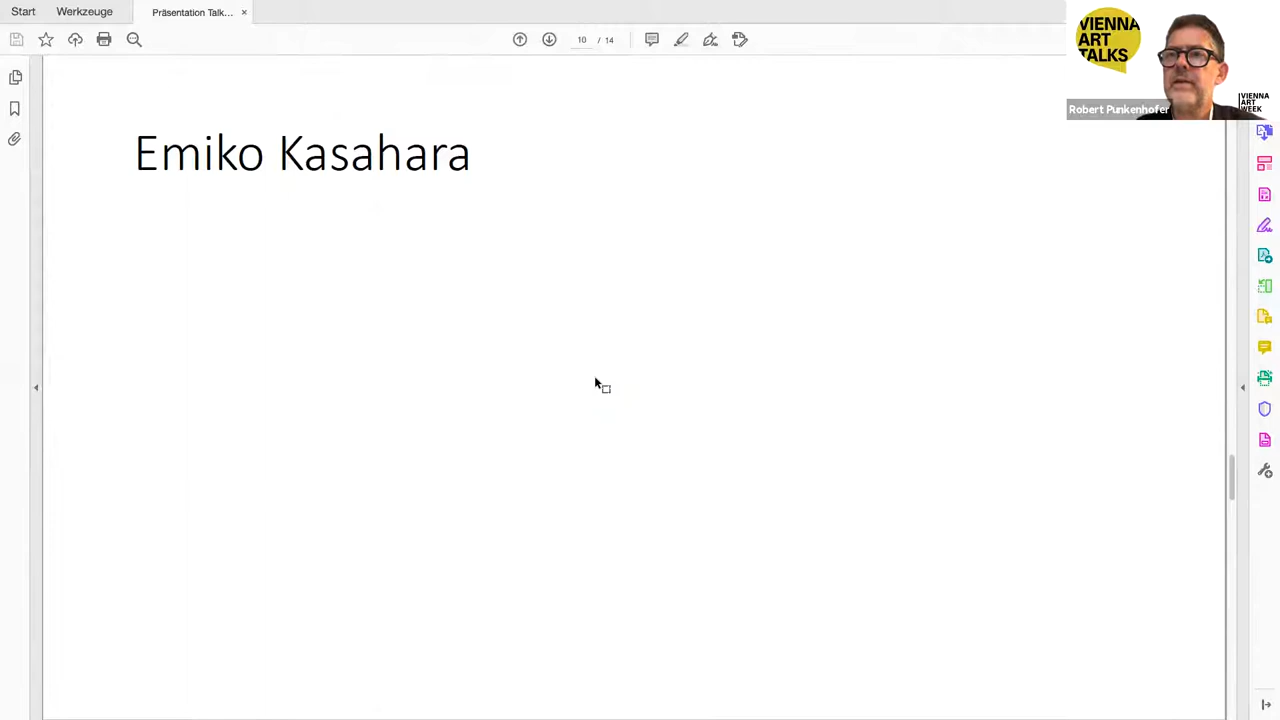 Start
Werkzeuge
Präsentation Talk...
10 / 14
Emiko Kasahara
VIENNA
ART
TALKS
Robert Punkenhofer
VIENNA
ART
WEEK